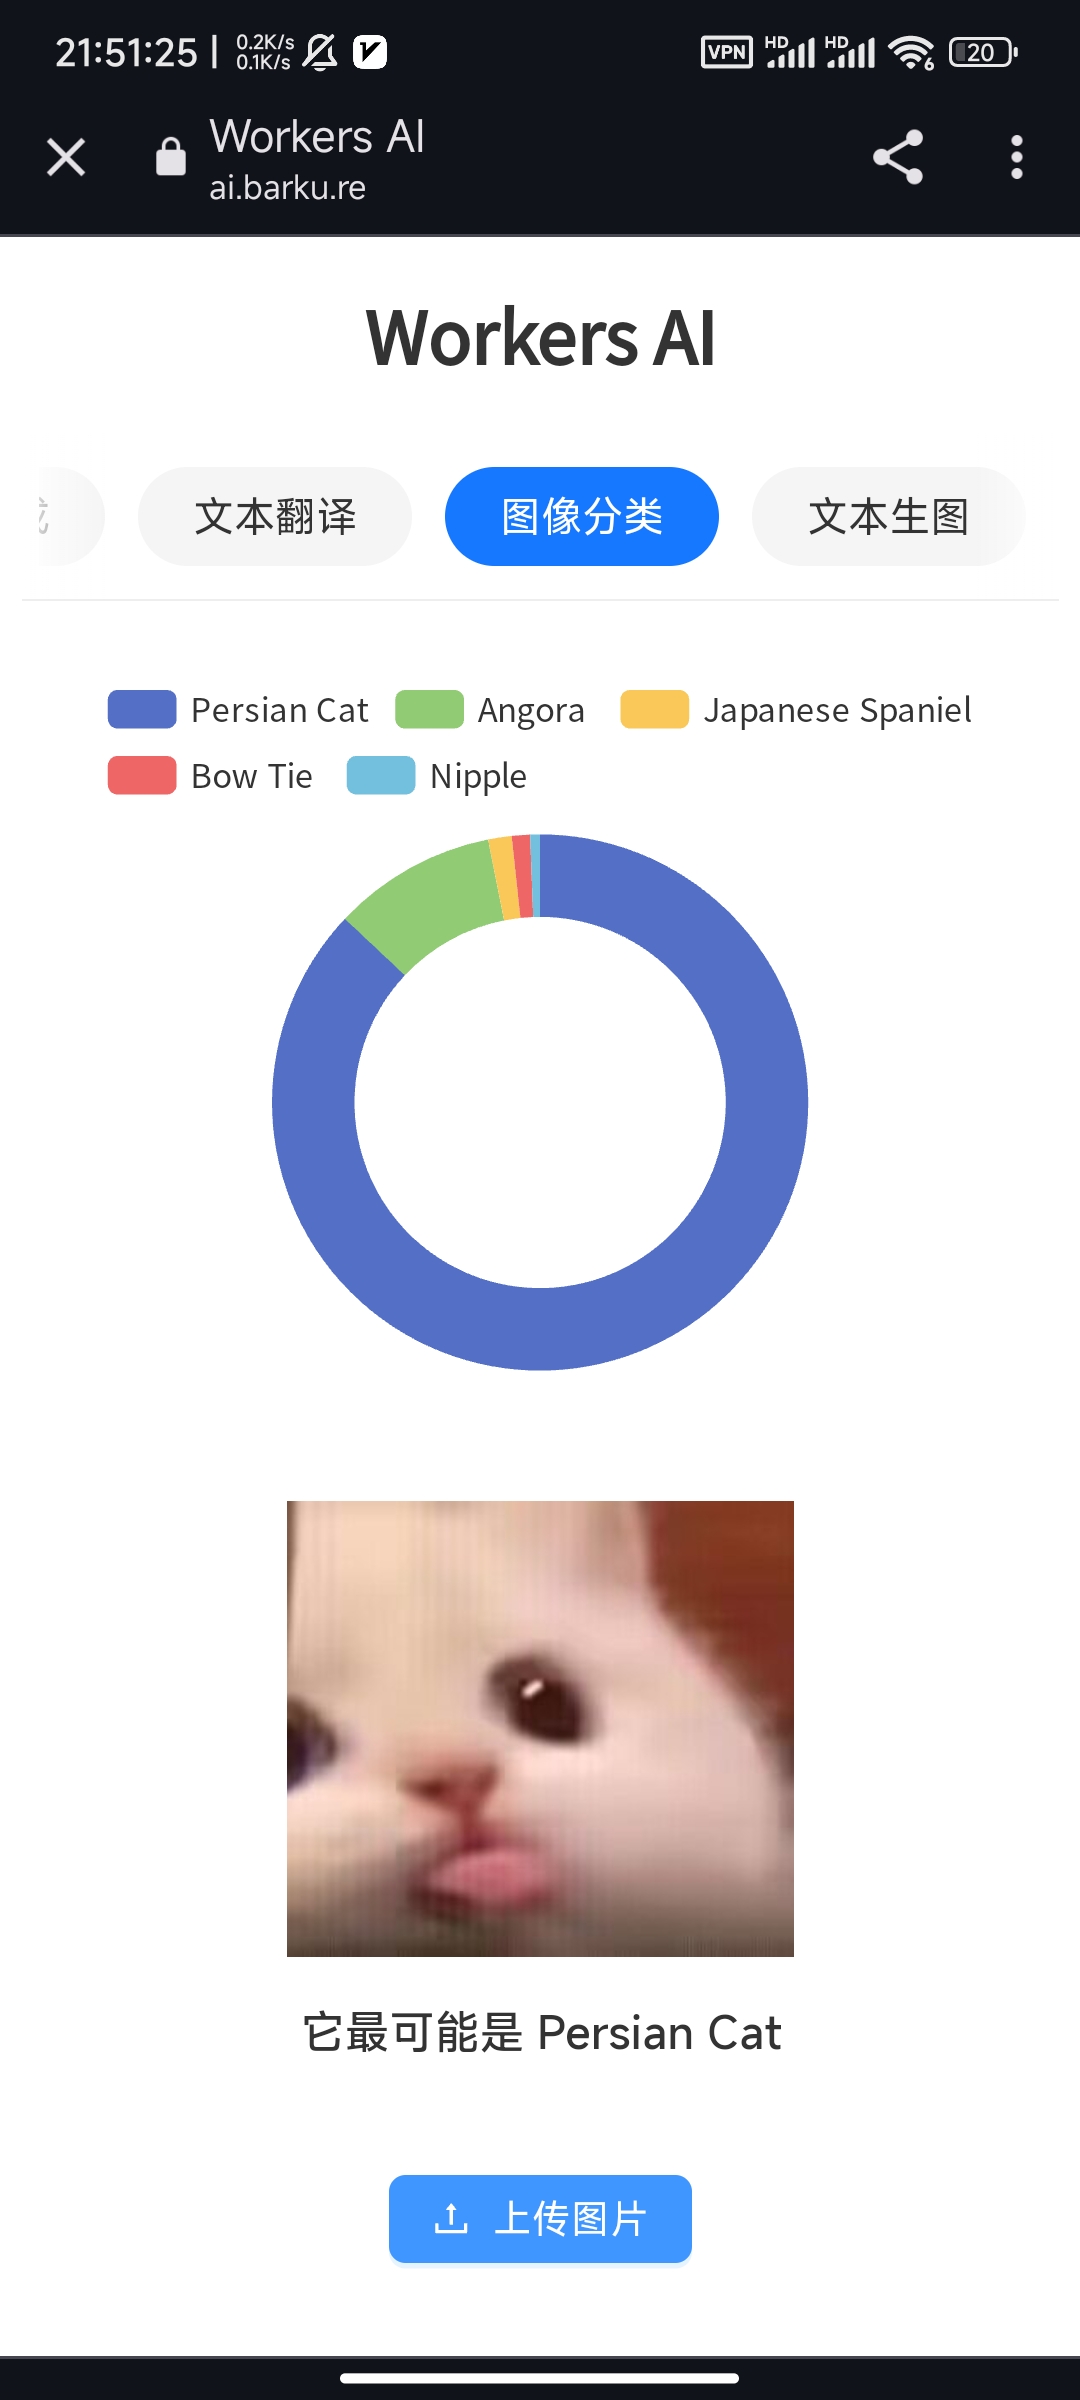 21:51:25 | 0.2K/s
0.1K/s
VPN HD HD 6 20
Workers AI
ai.barku.re
Workers AI
文本翻译 图像分类 文本生图
Persian Cat Angora Japanese Spaniel
Bow Tie Nipple
它最可能是 Persian Cat
上传图片